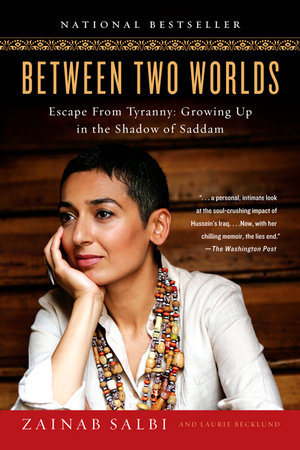 NATIONAL BESTSELLER
BETWEEN TWO WORLDS
Escape From Tyranny: Growing Up
in the Shadow of Saddam
". . . a personal, intimate look
at the soul-crushing impact of
Hussein's Iraq. . . .Now, with her
chilling memoir, the lies end."
—The Washington Post
ZAINAB SALBI AND LAURIE BECKLUND